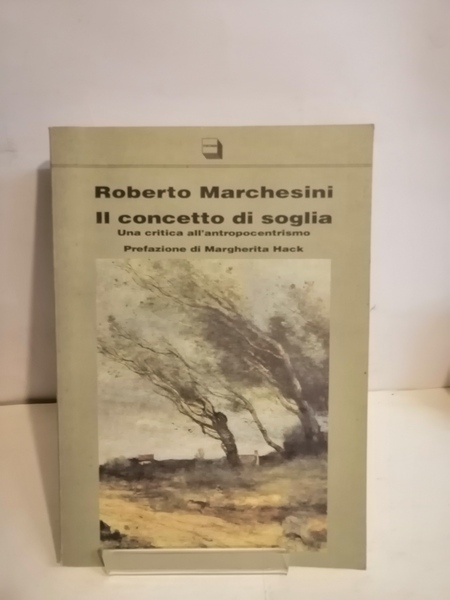 Roberto Marchesini
Il concetto di soglia
Una critica all'antropocentrismo
Prefazione di Margherita Hack